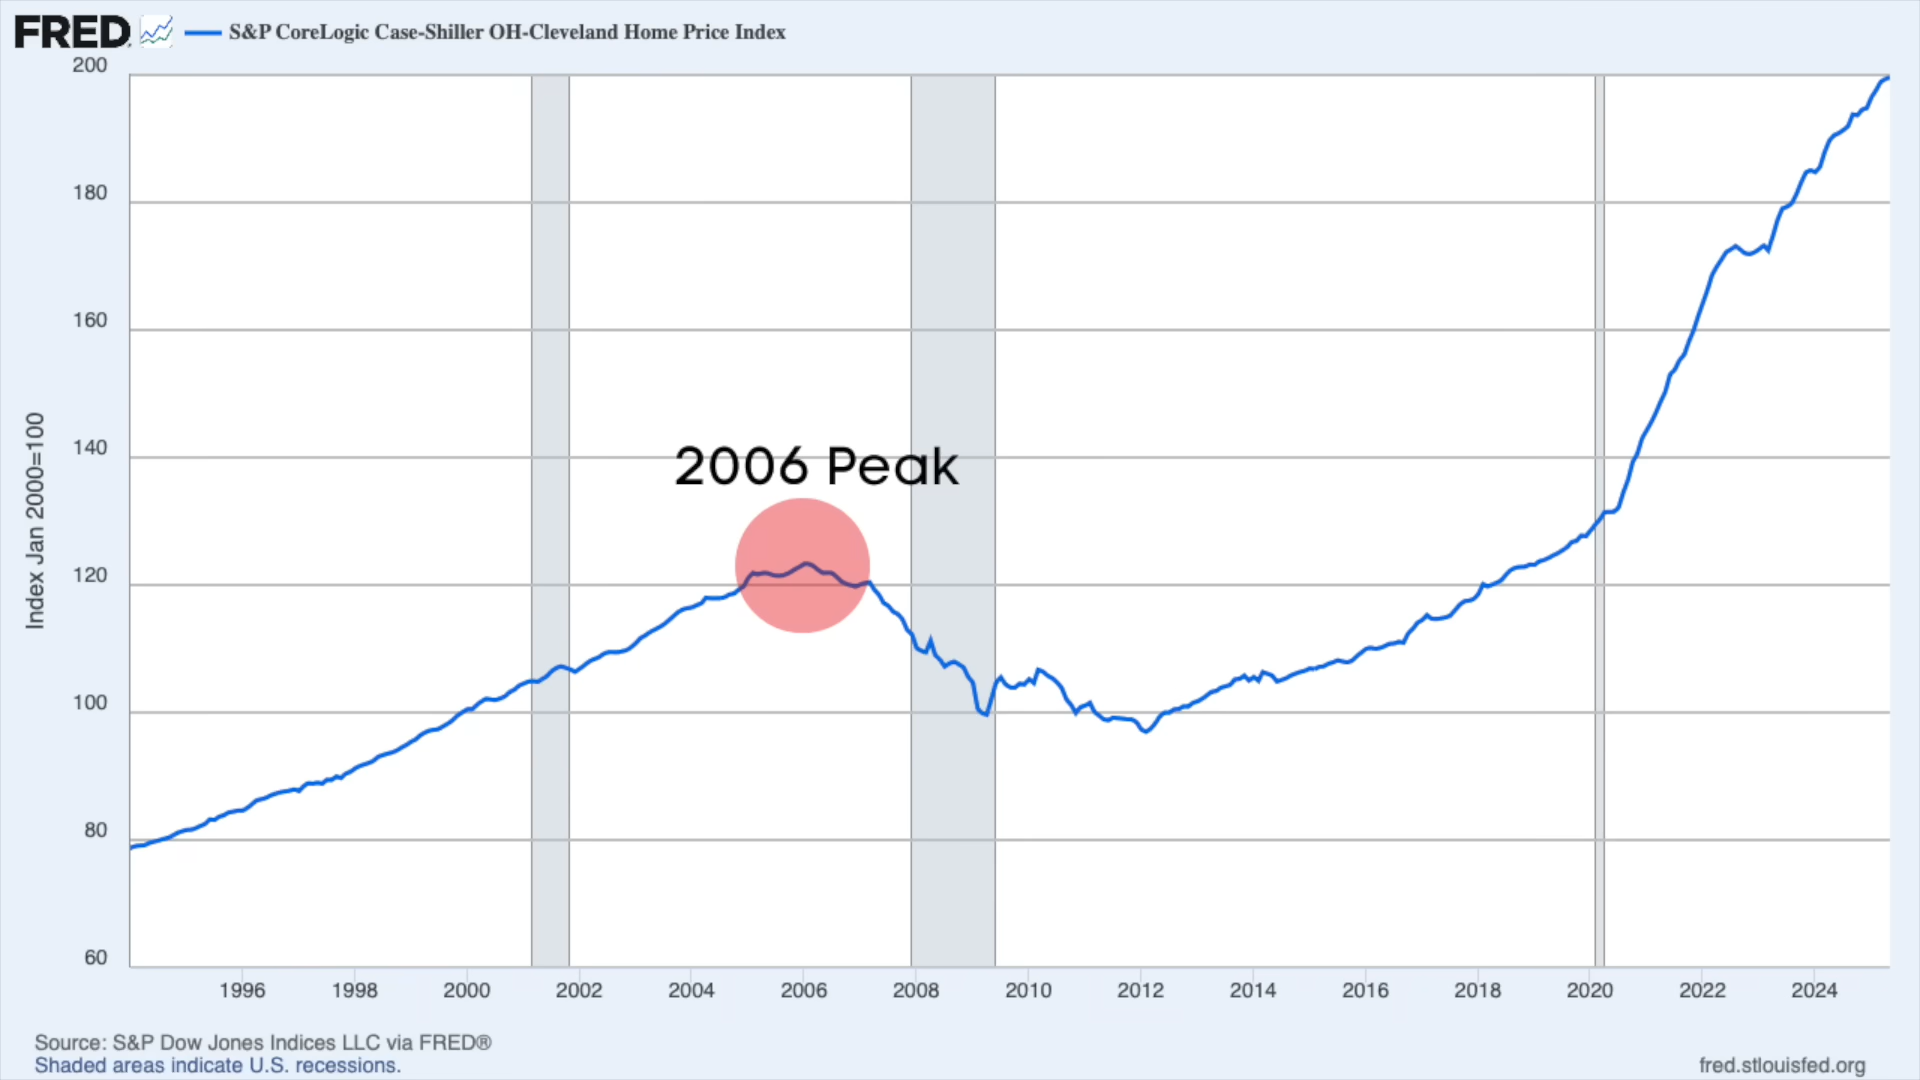 FRED
S&P CoreLogic Case-Shiller OH-Cleveland Home Price Index
200
180
160
140
120
100
80
60
Index Jan 2000=100
2006 Peak
1996 1998 2000 2002 2004 2006 2008 2010 2012 2014 2016 2018 2020 2022 2024
Source: S&P Dow Jones Indices LLC via FRED®
Shaded areas indicate U.S. recessions.
fred.stlouisfed.org